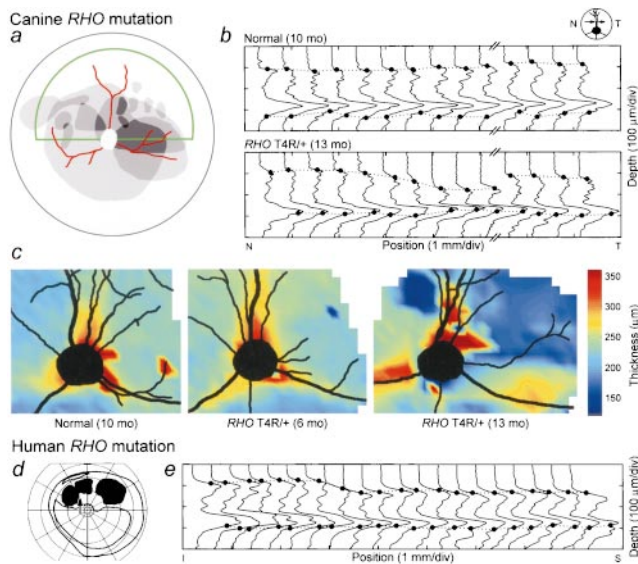 Canine RHO mutation
a
b
Normal (10 mo)
N T
RHO T4R/+ (13 mo)
Depth (100 µm/div)
N Position (1 mm/div) T
c
Normal (10 mo)
RHO T4R/+ (6 mo)
RHO T4R/+ (13 mo)
350
300
250
200
150
Thickness (µm)
Human RHO mutation
d
e
Depth (100 µm/div)
I Position (1 mm/div) S